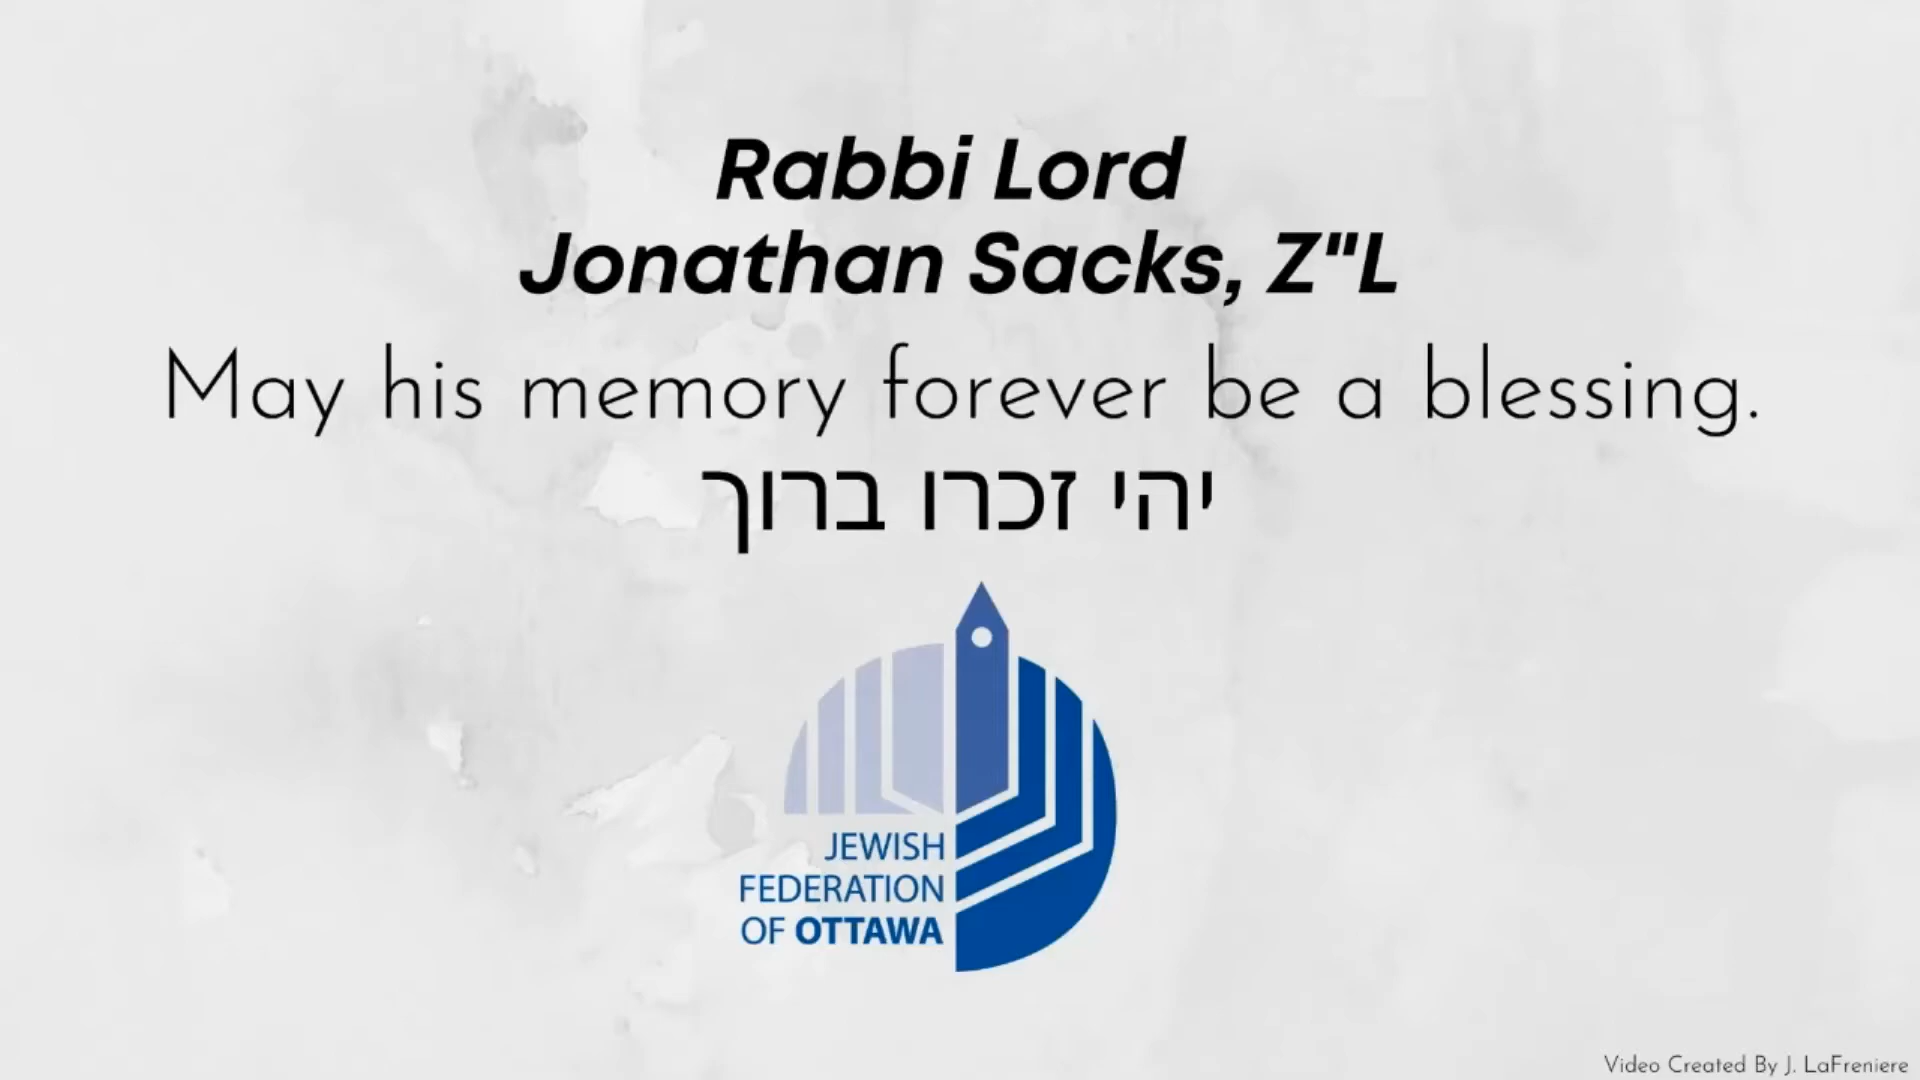 Rabbi Lord
Jonathan Sacks, Z"L
May his memory forever be a blessing.
יהי זכרו ברוך
JEWISH
FEDERATION
OF OTTAWA
Video Created By J. LaFreniere